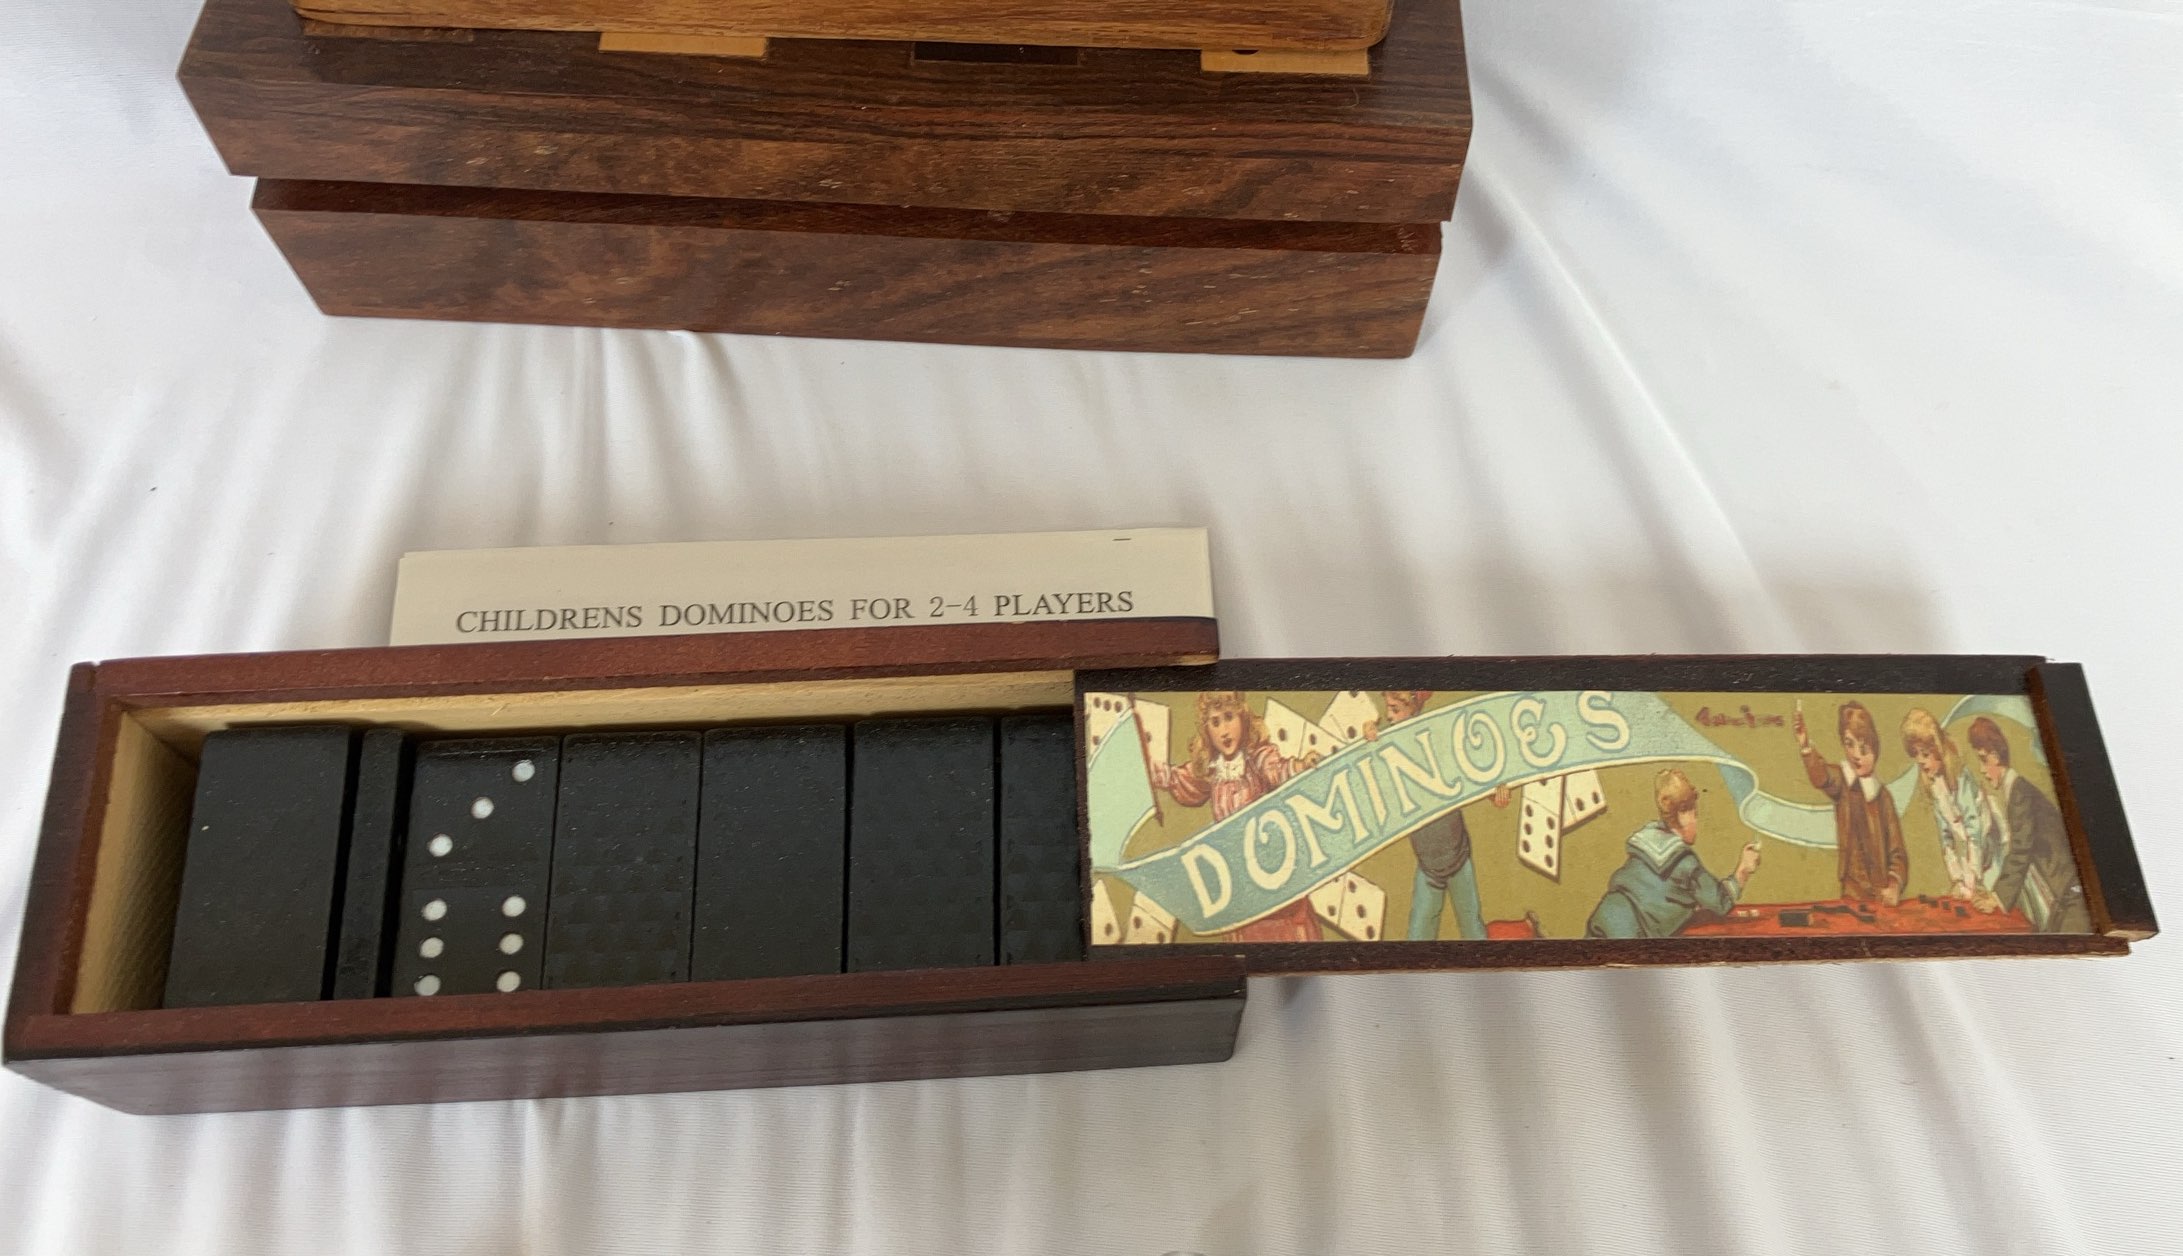 CHILDRENS DOMINOES FOR 2-4 PLAYERS
DOMINOES